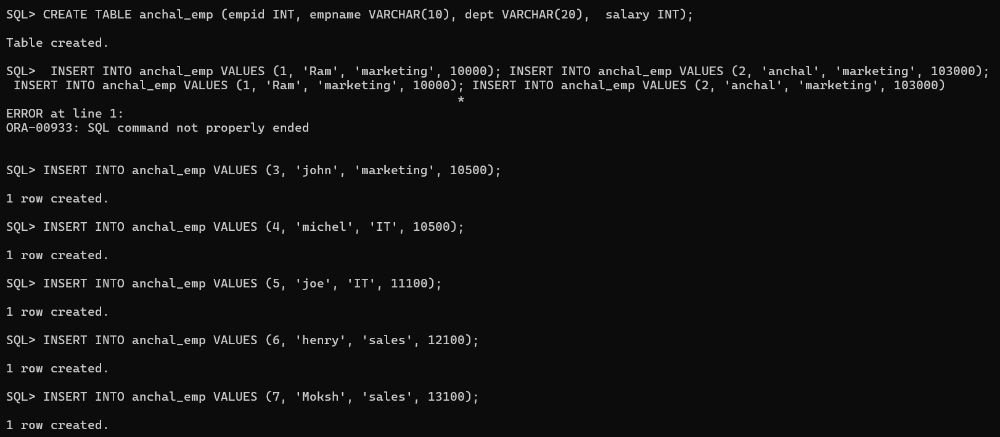 SQL> CREATE TABLE anchal_emp (empid INT, empname VARCHAR(10), dept VARCHAR(20),  salary INT);
Table created.
SQL>  INSERT INTO anchal_emp VALUES (1, 'Ram', 'marketing', 10000); INSERT INTO anchal_emp VALUES (2, 'anchal', 'marketing', 103000);
 INSERT INTO anchal_emp VALUES (1, 'Ram', 'marketing', 10000); INSERT INTO anchal_emp VALUES (2, 'anchal', 'marketing', 103000)
*
ERROR at line 1:
ORA-00933: SQL command not properly ended
SQL> INSERT INTO anchal_emp VALUES (3, 'john', 'marketing', 10500);
1 row created.
SQL> INSERT INTO anchal_emp VALUES (4, 'michel', 'IT', 10500);
1 row created.
SQL> INSERT INTO anchal_emp VALUES (5, 'joe', 'IT', 11100);
1 row created.
SQL> INSERT INTO anchal_emp VALUES (6, 'henry', 'sales', 12100);
1 row created.
SQL> INSERT INTO anchal_emp VALUES (7, 'Moksh', 'sales', 13100);
1 row created.